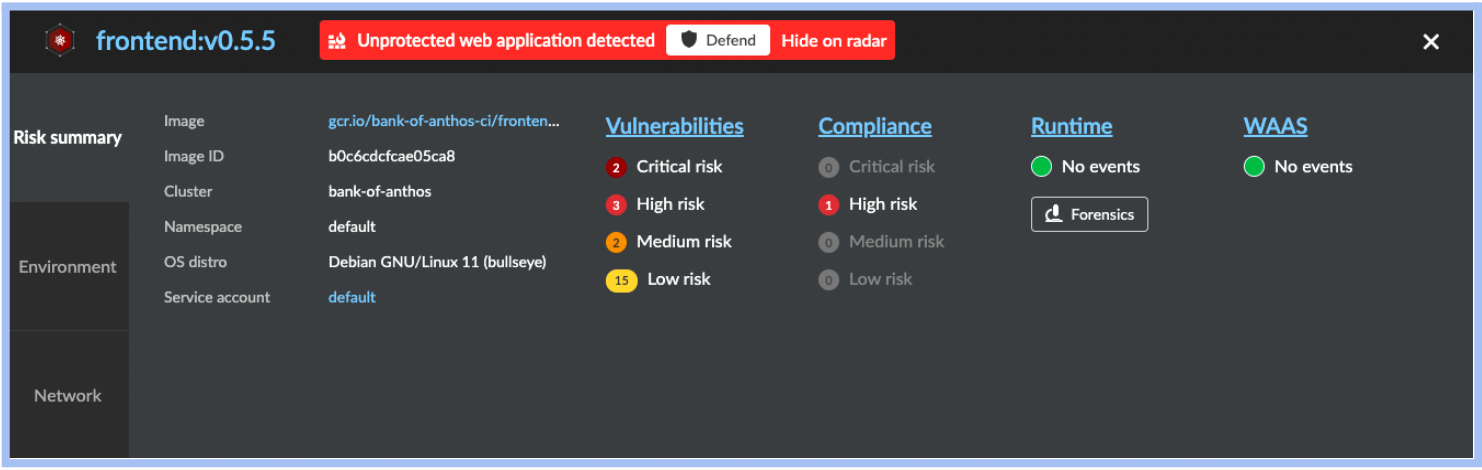 frontend:v0.5.5
Unprotected web application detected
Defend
Hide on radar
Risk summary
Environment
Network
Image gcr.io/bank-of-anthos-ci/fronten...
Image ID b0c6cdcfcae05ca8
Cluster bank-of-anthos
Namespace default
OS distro Debian GNU/Linux 11 (bullseye)
Service account default
Vulnerabilities
2 Critical risk
3 High risk
2 Medium risk
15 Low risk
Compliance
0 Critical risk
1 High risk
0 Medium risk
0 Low risk
Runtime
No events
Forensics
WAAS
No events